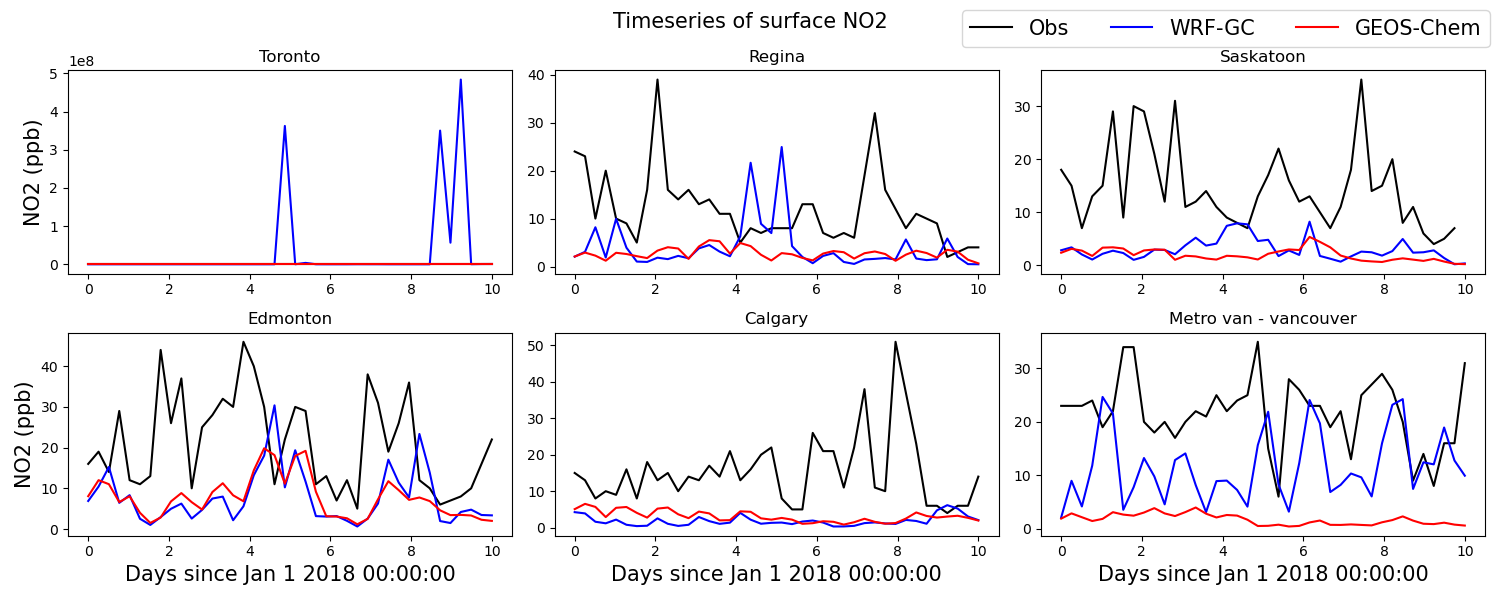 Timeseries of surface NO2
Obs WRF-GC GEOS-Chem
Toronto Regina Saskatoon
1e8
NO2 (ppb)
5
4
3
2
1
0
0 2 4 6 8 10
40
30
20
10
0
0 2 4 6 8 10
30
20
10
0
0 2 4 6 8 10
Edmonton Calgary Metro van - vancouver
NO2 (ppb)
40
30
20
10
0
0 2 4 6 8 10
Days since Jan 1 2018 00:00:00
50
40
30
20
10
0
0 2 4 6 8 10
Days since Jan 1 2018 00:00:00
30
20
10
0
0 2 4 6 8 10
Days since Jan 1 2018 00:00:00